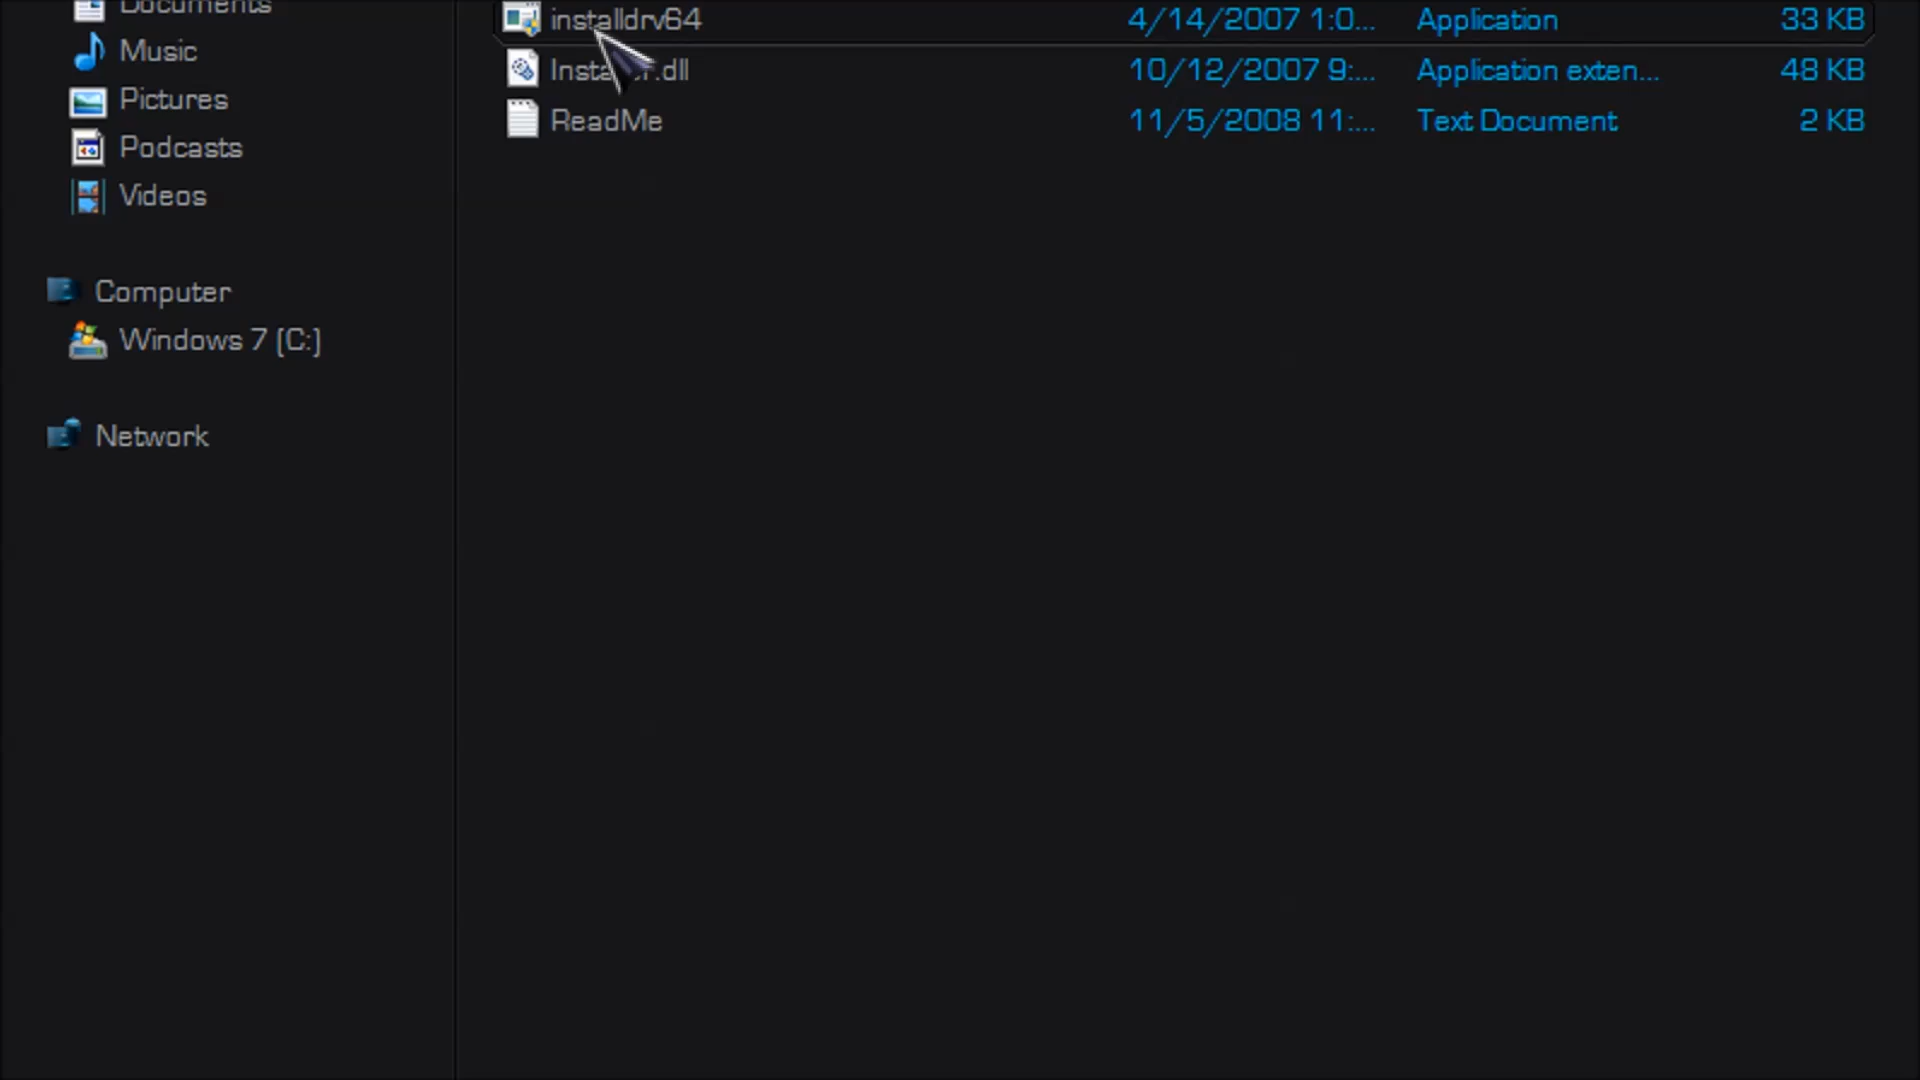 Documents
Music
Pictures
Podcasts
Videos
Computer
Windows 7 (C:)
Network
installdrv64 4/14/2007 1:0... Application 33 KB
10/12/2007 9:... Application exten... 48 KB
ReadMe 11/5/2008 11:... Text Document 2 KB